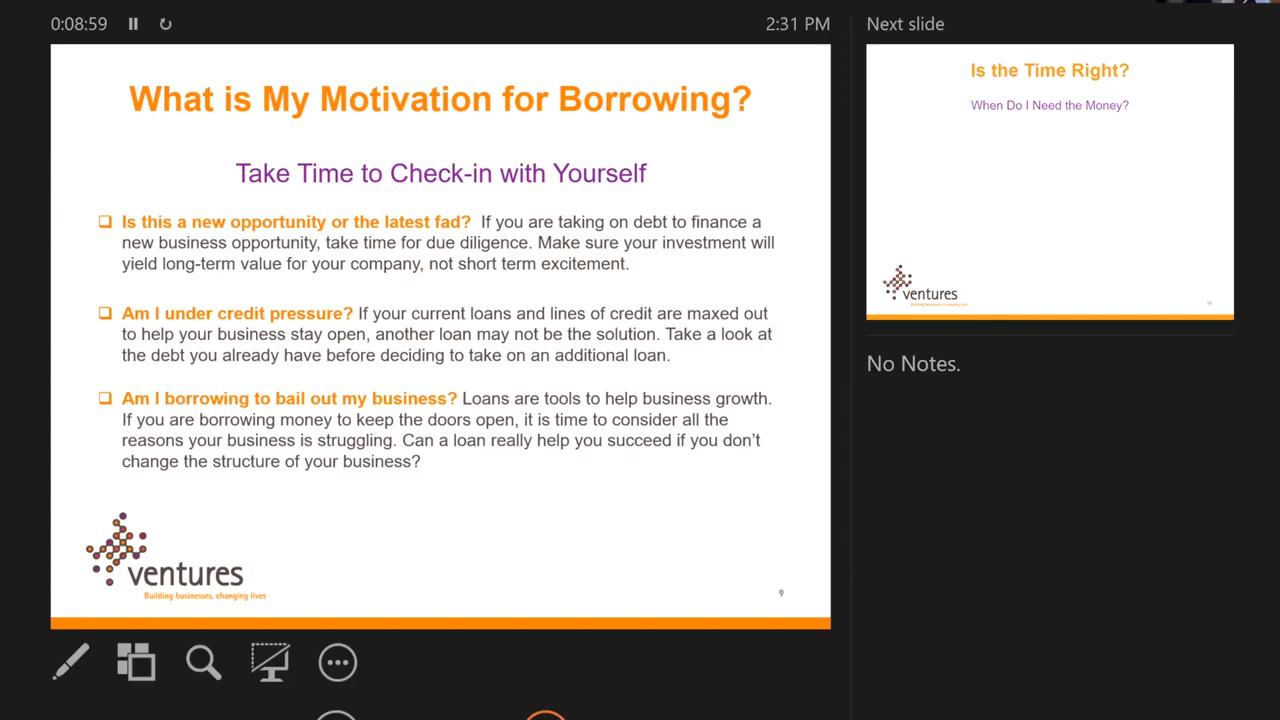 0:08:59
2:31 PM
What is My Motivation for Borrowing?
Take Time to Check-in with Yourself
Is this a new opportunity or the latest fad? If you are taking on debt to finance a
new business opportunity, take time for due diligence. Make sure your investment will
yield long-term value for your company, not short term excitement.
Am I under credit pressure? If your current loans and lines of credit are maxed out
to help your business stay open, another loan may not be the solution. Take a look at
the debt you already have before deciding to take on an additional loan.
Am I borrowing to bail out my business? Loans are tools to help business growth.
If you are borrowing money to keep the doors open, it is time to consider all the
reasons your business is struggling. Can a loan really help you succeed if you don't
change the structure of your business?
ventures
Building businesses, changing lives
9
Next slide
Is the Time Right?
When Do I Need the Money?
ventures
Building businesses, changing lives
10
No Notes.